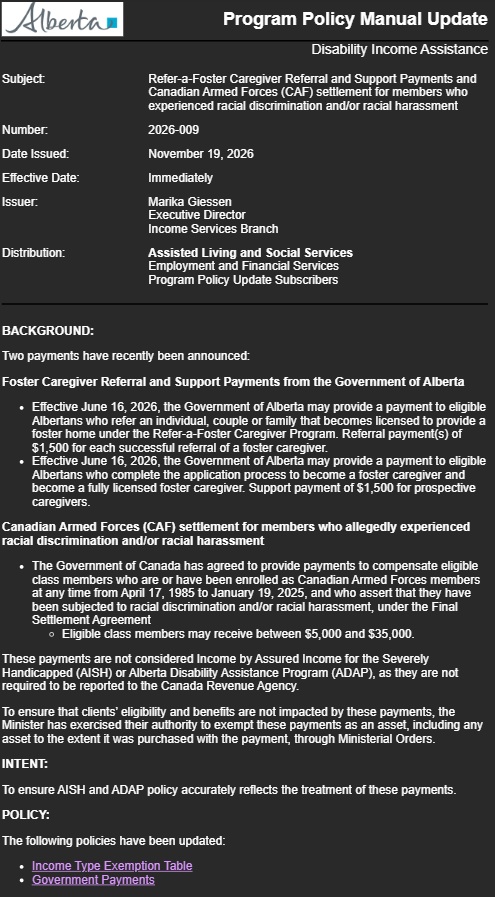 Alberta
Program Policy Manual Update
Disability Income Assistance
Subject: Refer-a-Foster Caregiver Referral and Support Payments and
Canadian Armed Forces (CAF) settlement for members who
experienced racial discrimination and/or racial harassment
Number: 2026-009
Date Issued: November 19, 2026
Effective Date: Immediately
Issuer: Marika Giessen
Executive Director
Income Services Branch
Distribution: Assisted Living and Social Services
Employment and Financial Services
Program Policy Update Subscribers
BACKGROUND:
Two payments have recently been announced:
Foster Caregiver Referral and Support Payments from the Government of Alberta
• Effective June 16, 2026, the Government of Alberta may provide a payment to eligible
Albertans who refer an individual, couple or family that becomes licensed to provide a
foster home under the Refer-a-Foster Caregiver Program. Referral payment(s) of
$1,500 for each successful referral of a foster caregiver.
• Effective June 16, 2026, the Government of Alberta may provide a payment to eligible
Albertans who complete the application process to become a foster caregiver and
become a fully licensed foster caregiver. Support payment of $1,500 for prospective
caregivers.
Canadian Armed Forces (CAF) settlement for members who allegedly experienced
racial discrimination and/or racial harassment
• The Government of Canada has agreed to provide payments to compensate eligible
class members who are or have been enrolled as Canadian Armed Forces members
at any time from April 17, 1985 to January 19, 2025, and who assert that they have
been subjected to racial discrimination and/or racial harassment, under the Final
Settlement Agreement
○ Eligible class members may receive between $5,000 and $35,000.
These payments are not considered Income by Assured Income for the Severely
Handicapped (AISH) or Alberta Disability Assistance Program (ADAP), as they are not
required to be reported to the Canada Revenue Agency.
To ensure that clients' eligibility and benefits are not impacted by these payments, the
Minister has exercised their authority to exempt these payments as an asset, including any
asset to the extent it was purchased with the payment, through Ministerial Orders.
INTENT:
To ensure AISH and ADAP policy accurately reflects the treatment of these payments.
POLICY:
The following policies have been updated:
• Income Type Exemption Table
• Government Payments